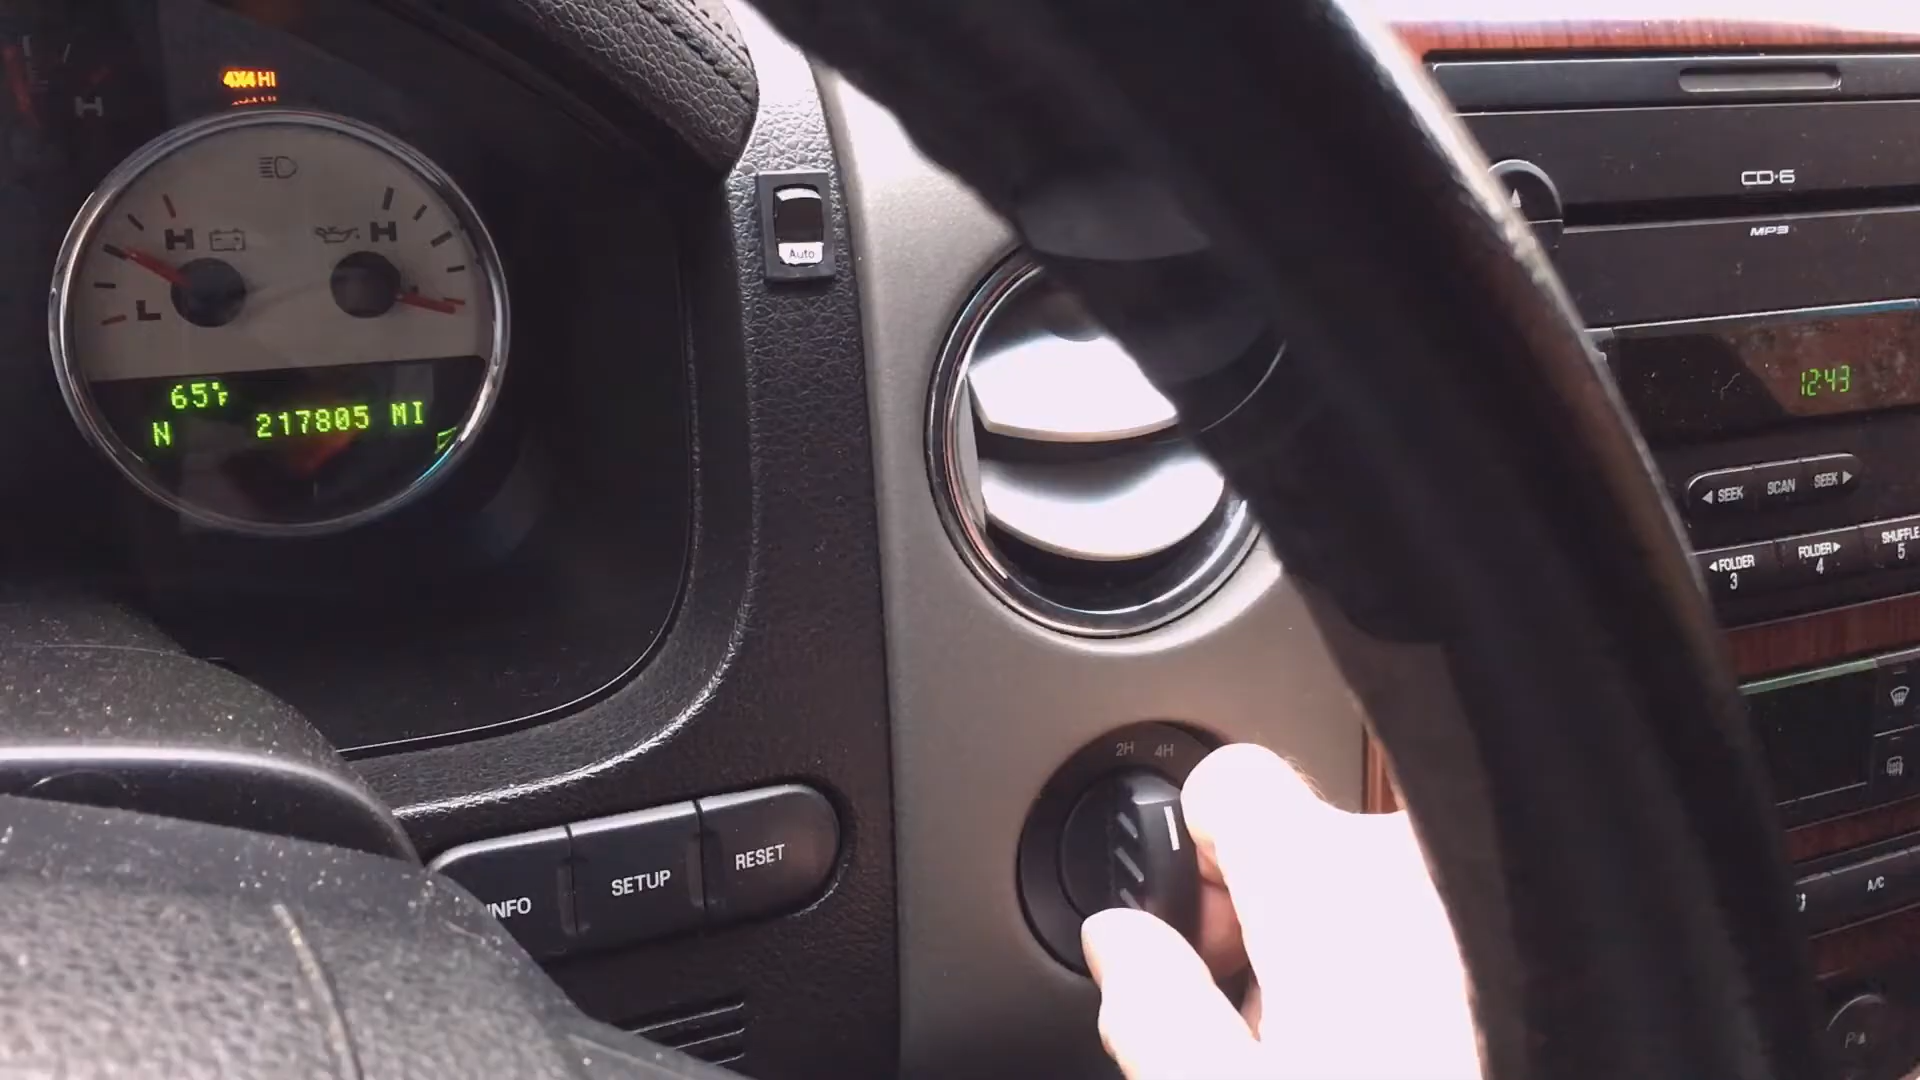 4X4 HI
H
H
H
L
65°F
N
217805 MI
Auto
CD·6
MP3
12:43
SEEK
SCAN
SEEK
FOLDER
3
FOLDER
4
SHUFFLE
5
2H
4H
INFO
SETUP
RESET
A/C